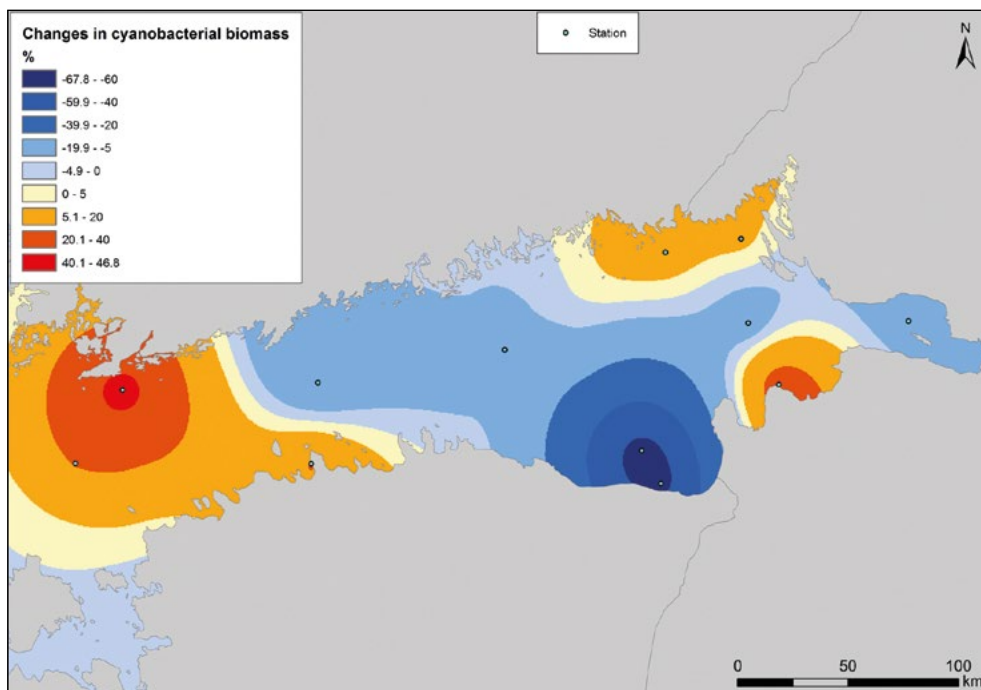 Changes in cyanobacterial biomass
%
-67.8 - -60
-59.9 - -40
-39.9 - -20
-19.9 - -5
-4.9 - 0
0 - 5
5.1 - 20
20.1 - 40
40.1 - 46.8
Station
N
0 50 100
km